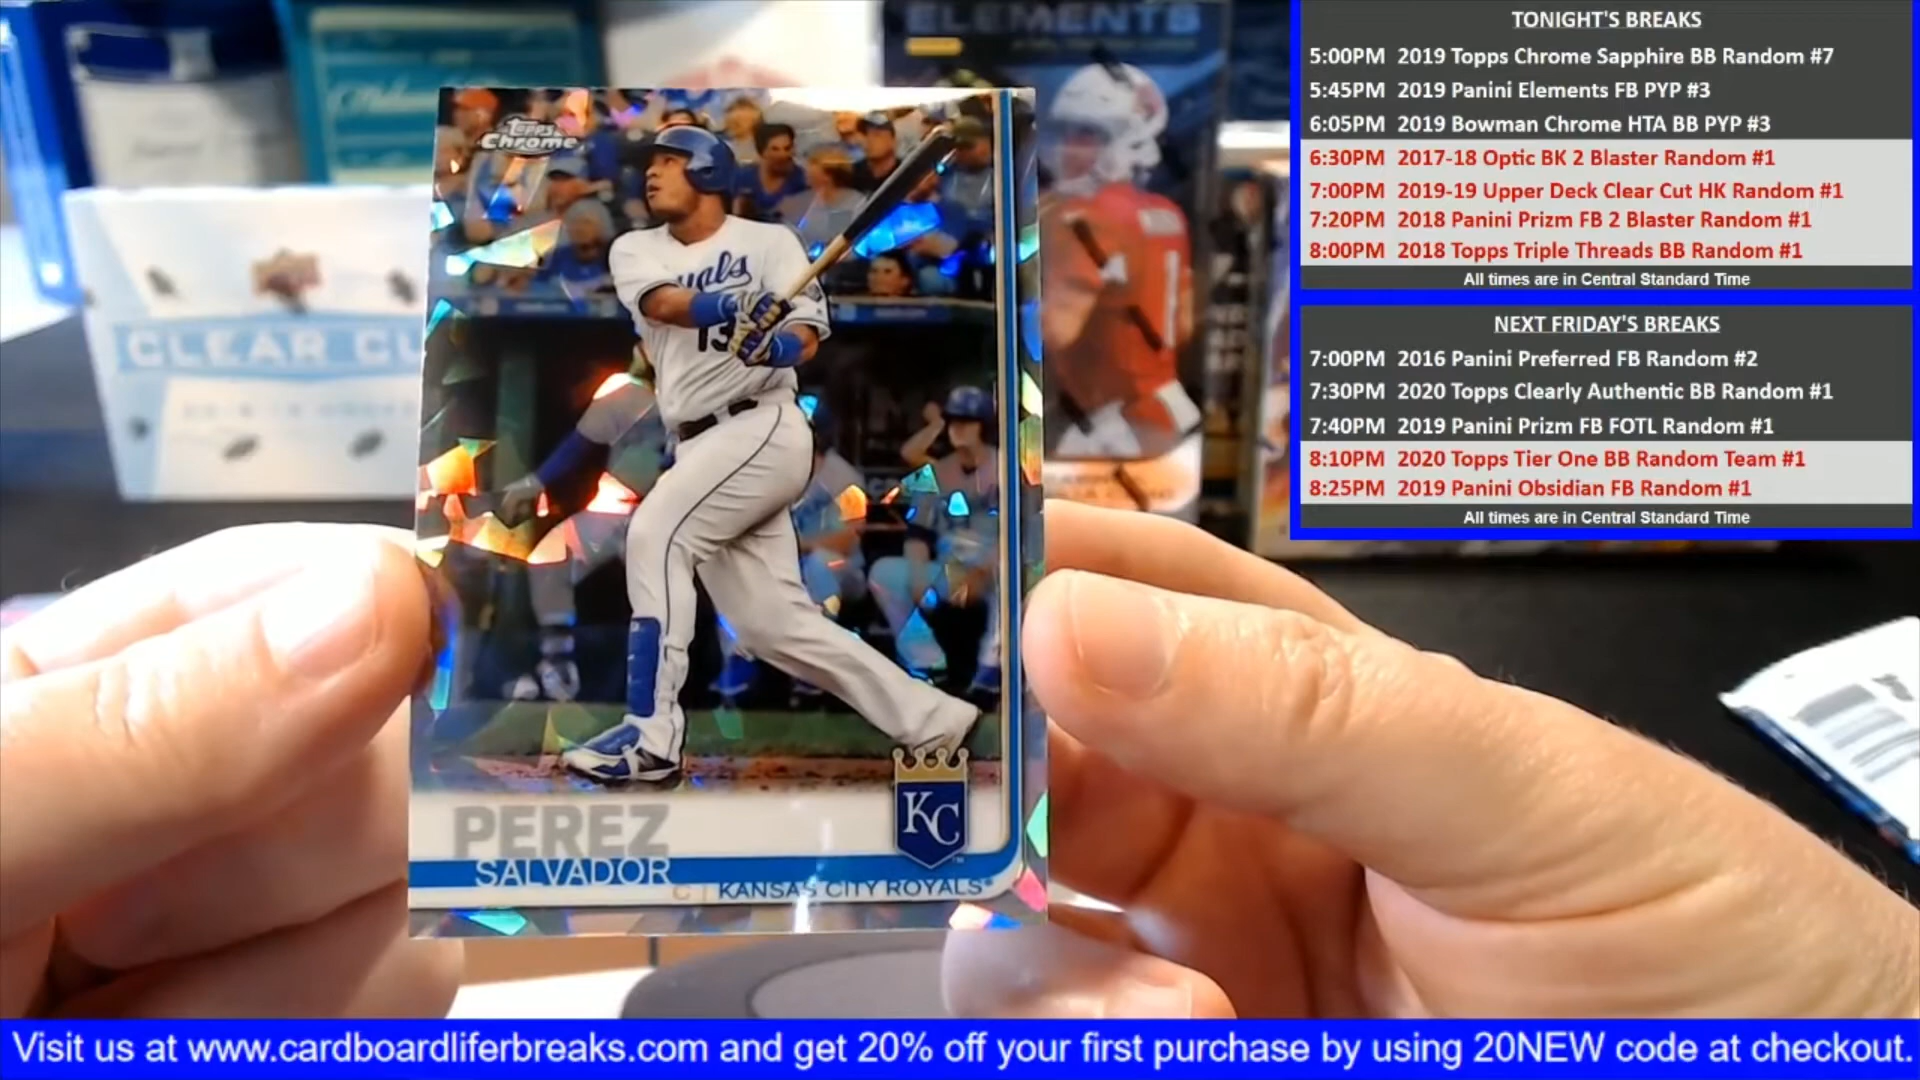 ELEMENTS
TONIGHT'S BREAKS
5:00PM 2019 Topps Chrome Sapphire BB Random #7
5:45PM 2019 Panini Elements FB PYP #3
6:05PM 2019 Bowman Chrome HTA BB PYP #3
6:30PM 2017-18 Optic BK 2 Blaster Random #1
7:00PM 2019-19 Upper Deck Clear Cut HK Random #1
7:20PM 2018 Panini Prizm FB 2 Blaster Random #1
8:00PM 2018 Topps Triple Threads BB Random #1
All times are in Central Standard Time
NEXT FRIDAY'S BREAKS
7:00PM 2016 Panini Preferred FB Random #2
7:30PM 2020 Topps Clearly Authentic BB Random #1
7:40PM 2019 Panini Prizm FB FOTL Random #1
8:10PM 2020 Topps Tier One BB Random Team #1
8:25PM 2019 Panini Obsidian FB Random #1
All times are in Central Standard Time
Topps
Chrome
yals
13
CLEAR CU
KC
PEREZ
SALVADOR
C | KANSAS CITY ROYALS
Visit us at www.cardboardliferbreaks.com and get 20% off your first purchase by using 20NEW code at checkout.